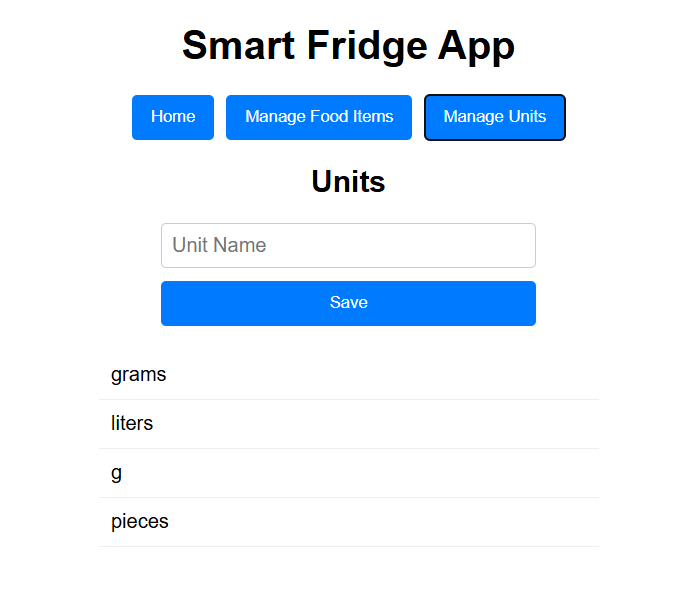 Smart Fridge App
Home Manage Food Items Manage Units
Units
Unit Name
Save
grams
liters
g
pieces